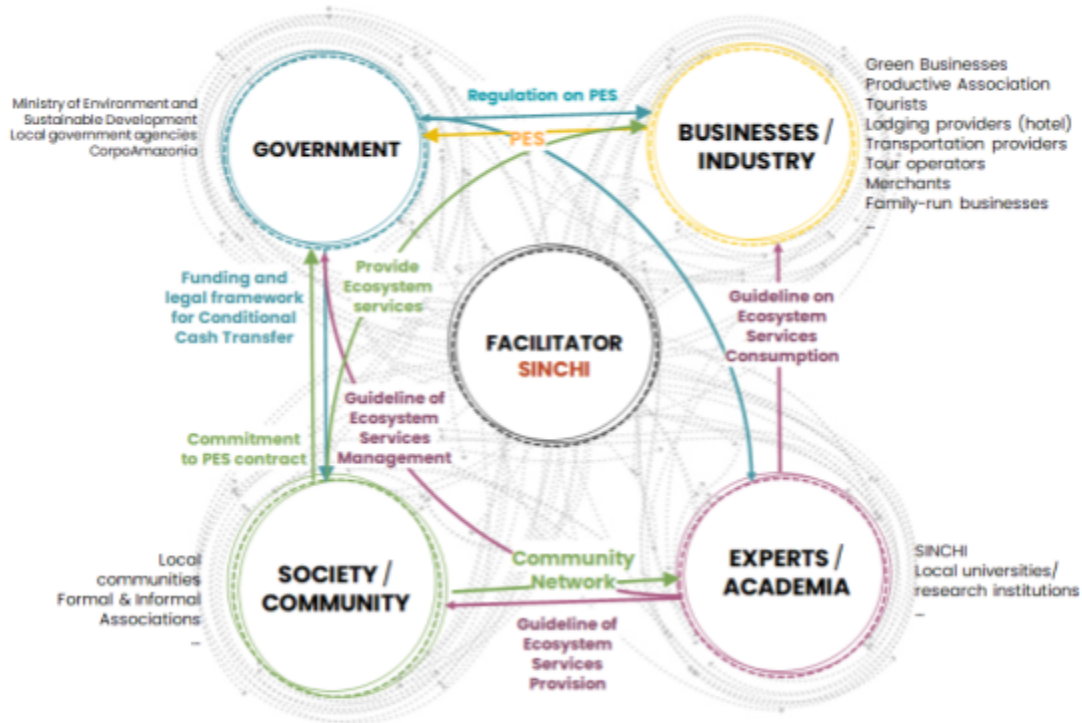 Regulation on PES
PES
GOVERNMENT
BUSINESSES /
INDUSTRY
Ministry of Environment and
Sustainable Development
Local government agencies
CorpoAmazonia
Green Businesses
Productive Association
Tourists
Lodging providers (hotel)
Transportation providers
Tour operators
Merchants
Family-run businesses
...
Funding and
legal framework
for Conditional
Cash Transfer
Provide
Ecosystem
services
FACILITATOR
SINCHI
Guideline on
Ecosystem
Services
Consumption
Commitment
to PES contract
Guideline of
Ecosystem
Services
Management
Local
communities
Formal & Informal
Associations
...
SOCIETY /
COMMUNITY
Community
Network
Guideline of
Ecosystem
Services
Provision
EXPERTS /
ACADEMIA
SINCHI
Local universities/
research institutions
...